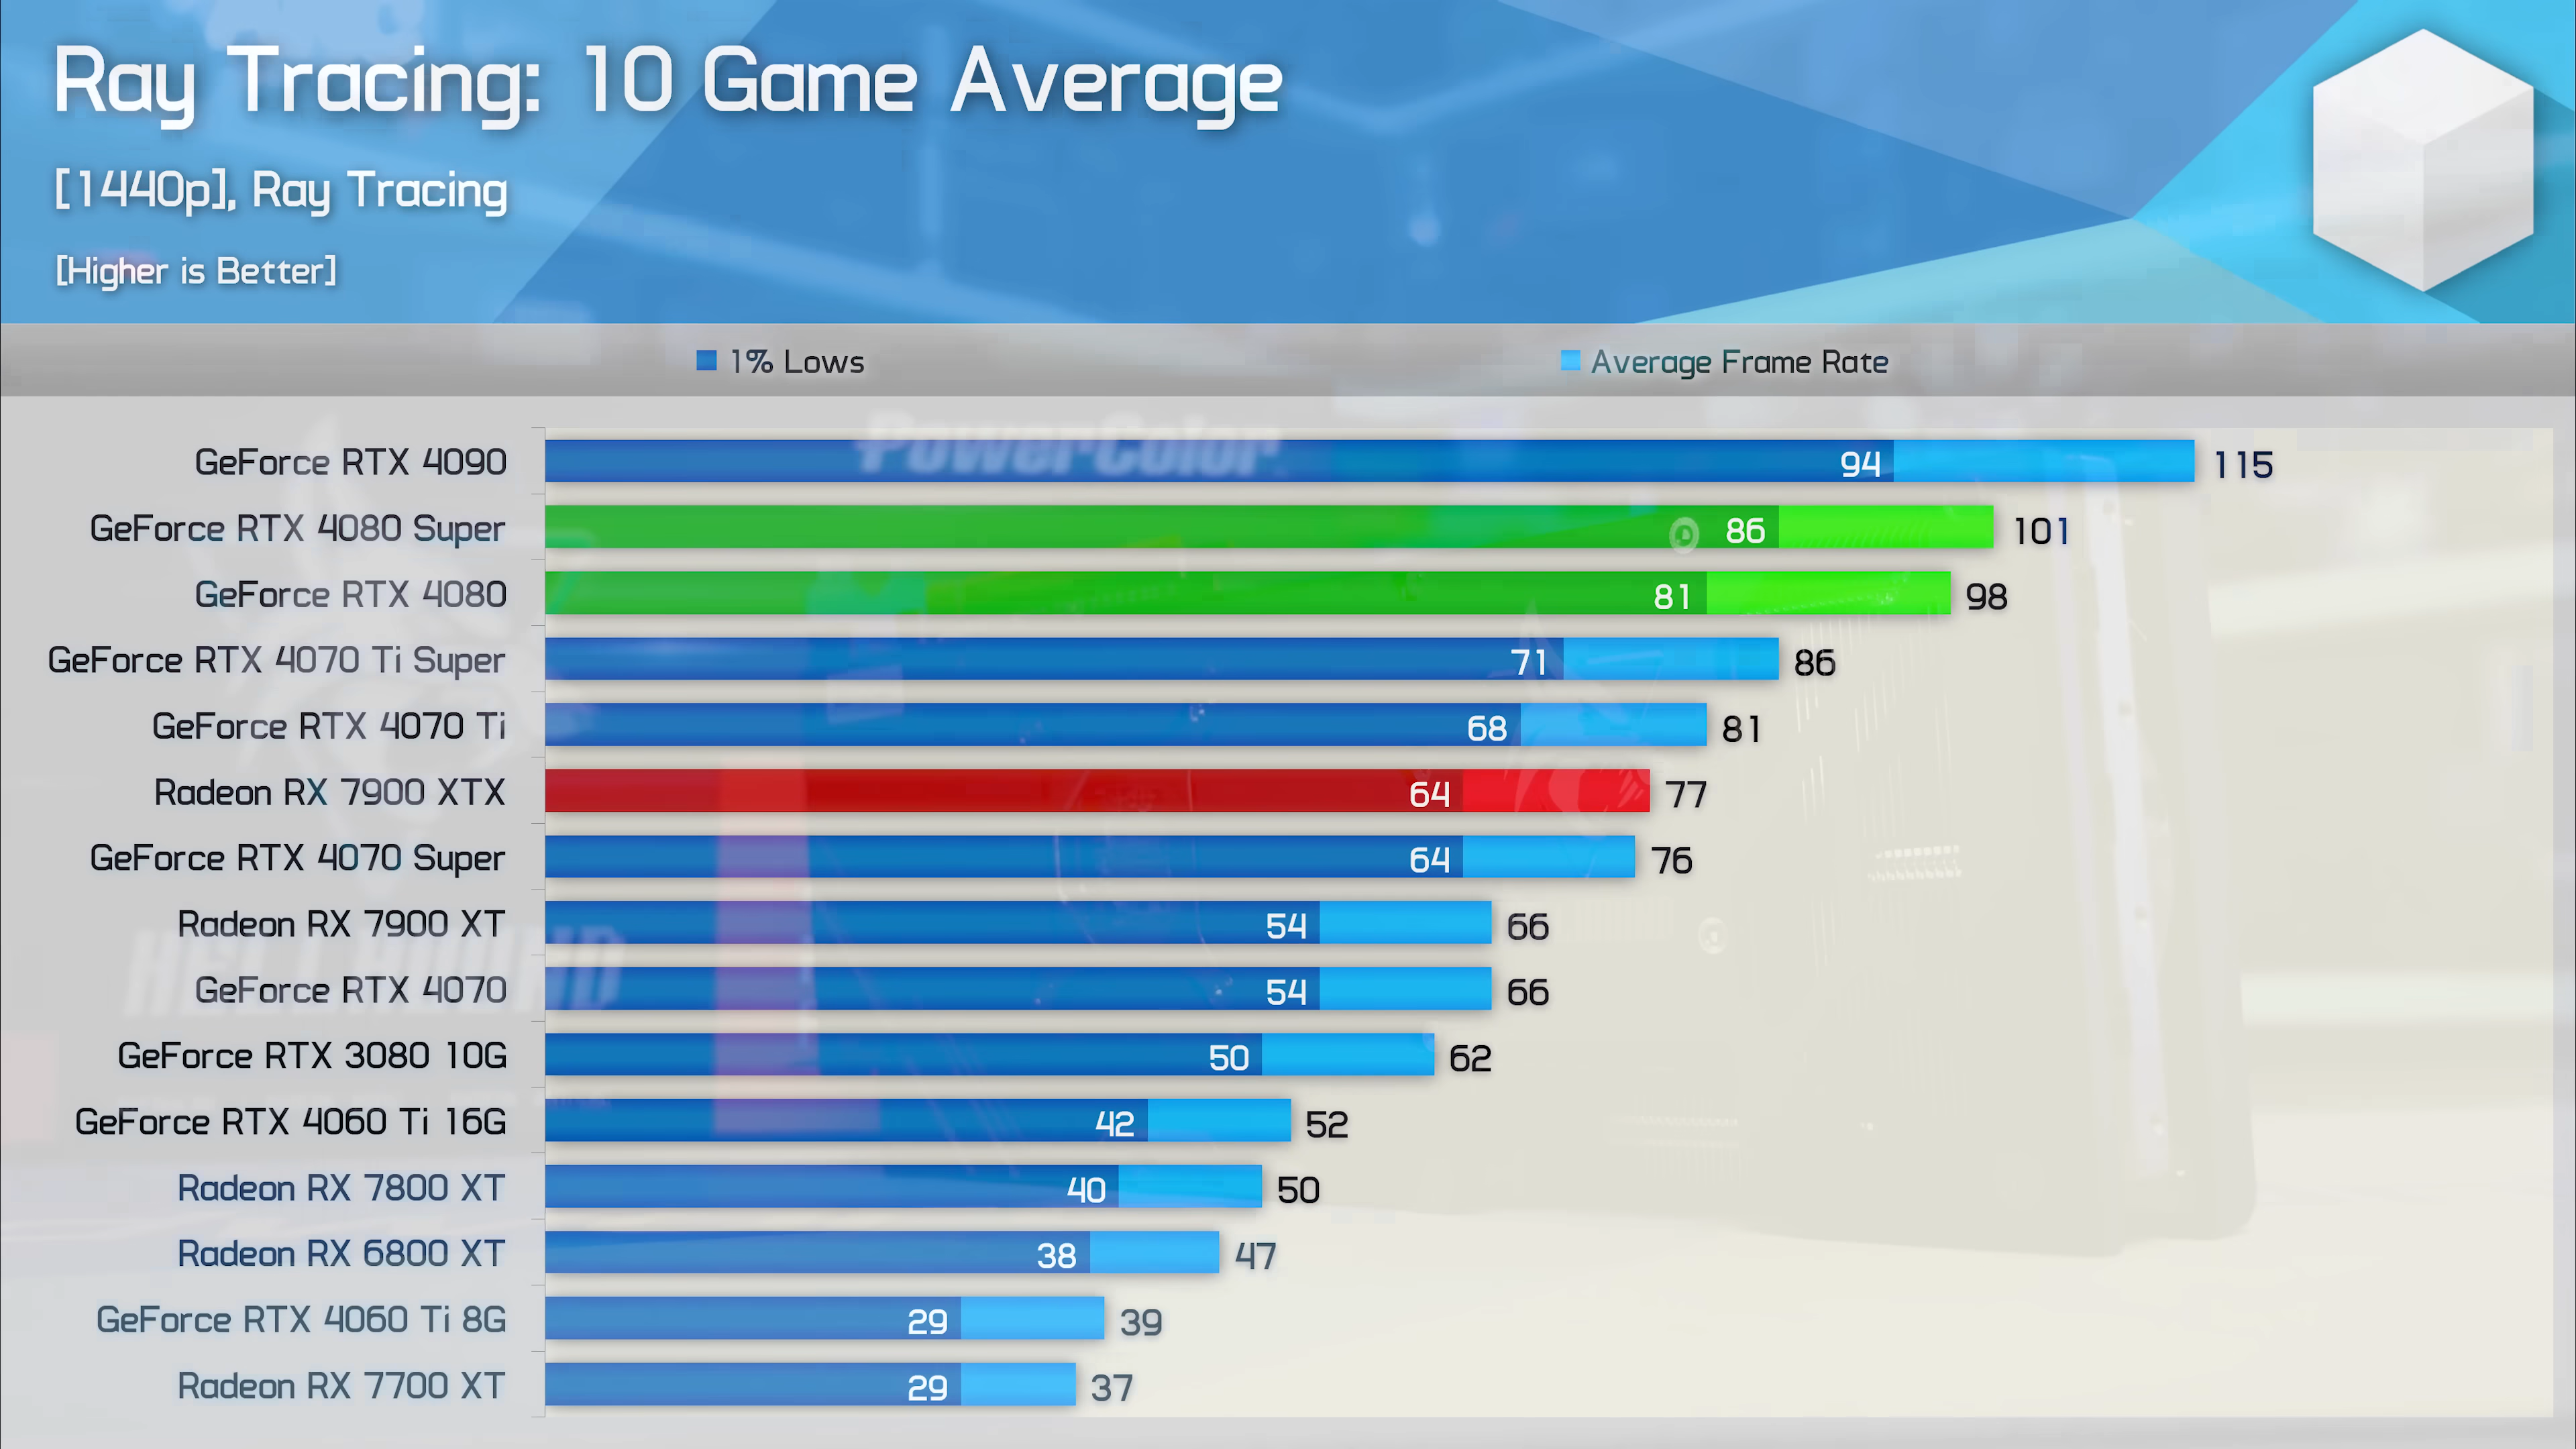 Ray Tracing: 10 Game Average
[1440p], Ray Tracing
[Higher is Better]
1% Lows Average Frame Rate
PowerColor
GeForce RTX 4090 94 115
GeForce RTX 4080 Super 86 101
GeForce RTX 4080 81 98
GeForce RTX 4070 Ti Super 71 86
GeForce RTX 4070 Ti 68 81
Radeon RX 7900 XTX 64 77
GeForce RTX 4070 Super 64 76
Radeon RX 7900 XT 54 66
HELLHOUND
GeForce RTX 4070 54 66
GeForce RTX 3080 10G 50 62
GeForce RTX 4060 Ti 16G 42 52
Radeon RX 7800 XT 40 50
Radeon RX 6800 XT 38 47
GeForce RTX 4060 Ti 8G 29 39
Radeon RX 7700 XT 29 37